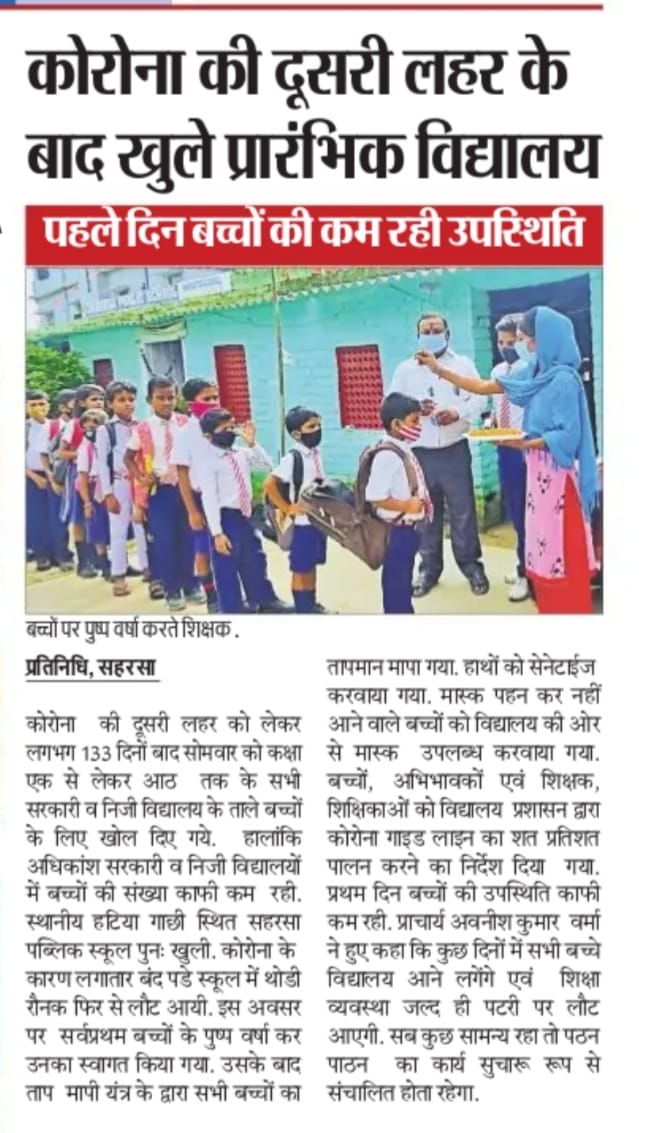 कोरोना की दूसरी लहर के
बाद खुले प्रारंभिक विद्यालय
पहले दिन बच्चों की कम रही उपस्थिति
बच्चों पर पुष्प वर्षा करते शिक्षक .
प्रतिनिधि, सहरसा
कोरोना की दूसरी लहर को लेकर
लगभग 133 दिनों बाद सोमवार को कक्षा
एक से लेकर आठ तक के सभी
सरकारी व निजी विद्यालय के ताले बच्चों
के लिए खोल दिए गये. हालांकि
अधिकांश सरकारी व निजी विद्यालयों
में बच्चों की संख्या काफी कम रही.
स्थानीय हटिया गाछी स्थित सहरसा
पब्लिक स्कूल पुनः खुली. कोरोना के
कारण लगातार बंद पडे स्कूल में थोडी
रौनक फिर से लौट आयी. इस अवसर
पर सर्वप्रथम बच्चों के पुष्प वर्षा कर
उनका स्वागत किया गया. उसके बाद
ताप मापी यंत्र के द्वारा सभी बच्चों का
तापमान मापा गया. हाथों को सेनेटाईज
करवाया गया. मास्क पहन कर नहीं
आने वाले बच्चों को विद्यालय की ओर
से मास्क उपलब्ध करवाया गया.
बच्चों, अभिभावकों एवं शिक्षक,
शिक्षिकाओं को विद्यालय प्रशासन द्वारा
कोरोना गाइड लाइन का शत प्रतिशत
पालन करने का निर्देश दिया गया.
प्रथम दिन बच्चों की उपस्थिति काफी
कम रही. प्राचार्य अवनीश कुमार वर्मा
ने हुए कहा कि कुछ दिनों में सभी बच्चे
विद्यालय आने लगेंगे एवं शिक्षा
व्यवस्था जल्द ही पटरी पर लौट
आएगी. सब कुछ सामन्य रहा तो पठन
पाठन का कार्य सुचारू रूप से
संचालित होता रहेगा.